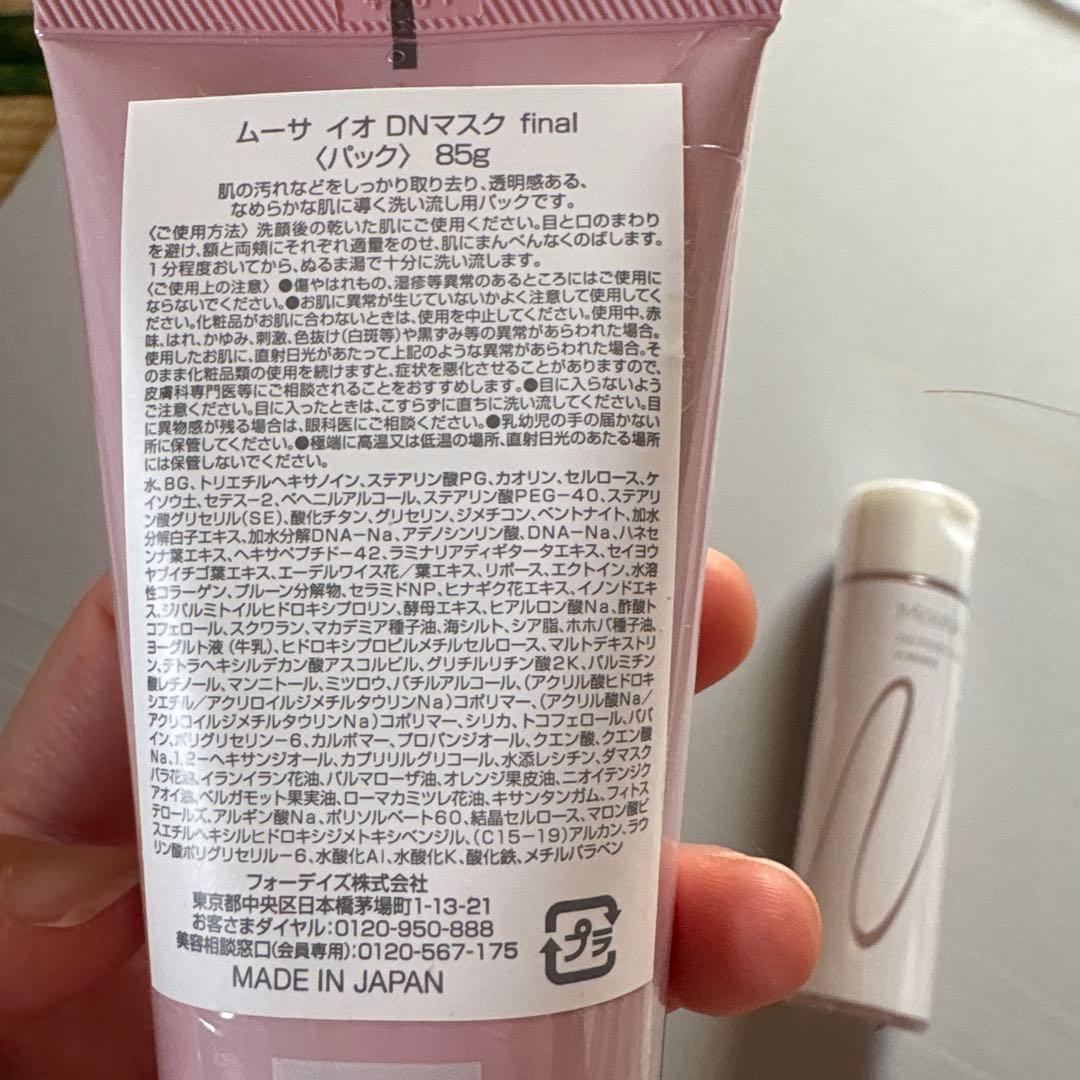 ムーサ イオ DNマスク final
〈パック〉 85g
肌の汚れなどをしっかり取り去り、透明感ある、
なめらかな肌に導く洗い流し用パックです。
〈ご使用方法〉洗顔後の乾いた肌にご使用ください。目と口のまわり
を避け、額と両頬にそれぞれ適量をのせ、肌にまんべんなくのばします。
1分程度おいてから、ぬるま湯で十分に洗い流します。
〈ご使用上の注意〉●傷やはれもの、湿疹等異常のあるところにはご使用に
ならないでください。●お肌に異常が生じていないかよく注意して使用してく
ださい。化粧品がお肌に合わないときは、使用を中止してください。使用中、赤
味、はれ、かゆみ、刺激、色抜け(白斑等)や黒ずみ等の異常があらわれた場合。
使用したお肌に、直射日光があたって上記のような異常があらわれた場合。そ
のまま化粧品類の使用を続けますと、症状を悪化させることがありますので、
皮膚科専門医等にご相談されることをおすすめします。●目に入らないよう
ご注意ください。目に入ったときは、こすらずに直ちに洗い流してください。目
に異物感が残る場合は、眼科医にご相談ください。●乳幼児の手の届かない
所に保管してください。●極端に高温又は低温の場所、直射日光のあたる場所
には保管しないでください。
水、BG、トリエチルヘキサノイン、ステアリン酸PG、カオリン、セルロース、ケ
イソウ土、セテス-2、ベヘニルアルコール、ステアリン酸PEG-40、ステアリ
ン酸グリセリル(SE)、酸化チタン、グリセリン、ジメチコン、ベントナイト、加水
分解白子エキス、加水分解DNA-Na、アデノシンリン酸、DNA-Na、ハネセ
ンナ葉エキス、ヘキサペプチド-42、ラミナリアディギタータエキス、セイヨウ
ヤブイチゴ葉エキス、エーデルワイス花/葉エキス、リボース、エクトイン、水溶
性コラーゲン、プルーン分解物、セラミドNP、ヒナギク花エキス、イノンドエキ
ス、ジパルミトイルヒドロキシプロリン、酵母エキス、ヒアルロン酸Na、酢酸ト
コフェロール、スクワラン、マカデミア種子油、海シルト、シア脂、ホホバ種子油、
ヨーグルト液(牛乳)、ヒドロキシプロピルメチルセルロース、マルトデキストリ
ン、テトラヘキシルデカン酸アスコルビル、グリチルリチン酸2K、パルミチン
酸レチノール、マンニトール、ミツロウ、バチルアルコール、(アクリル酸ヒドロキ
シエチル/アクリロイルジメチルタウリンNa)コポリマー、(アクリル酸Na/
アクリロイルジメチルタウリンNa)コポリマー、シリカ、トコフェロール、パパ
イン、ポリグリセリン-6、カルボマー、プロパンジオール、クエン酸、クエン酸
Na、1,2-ヘキサンジオール、カプリリルグリコール、水添レシチン、ダマスク
バラ花油、イランイラン花油、パルマローザ油、オレンジ果皮油、ニオイテンジク
アオイ油、ベルガモット果実油、ローマカミツレ花油、キサンタンガム、フィトス
テロールズ、アルギン酸Na、ポリソルベート60、結晶セルロース、マロン酸ビ
スエチルヘキシルヒドロキシジメトキシベンジル、(C15-19)アルカン、ラウ
リン酸ポリグリセリル-6、水酸化Al、水酸化K、酸化鉄、メチルパラベン
フォーデイズ株式会社
東京都中央区日本橋茅場町1-13-21
お客さまダイヤル:0120-950-888
美容相談窓口(会員専用):0120-567-175
MADE IN JAPAN
プラ